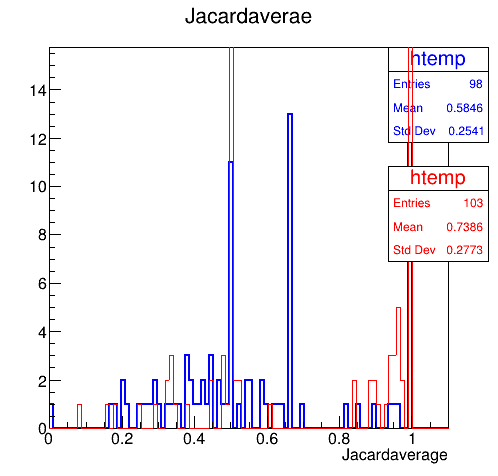 Jacardaverae
htemp
Entries 98
Mean 0.5846
Std Dev 0.2541
htemp
Entries 103
Mean 0.7386
Std Dev 0.2773
14
12
10
8
6
4
2
0
0 0.2 0.4 0.6 0.8 1
Jacardaverage